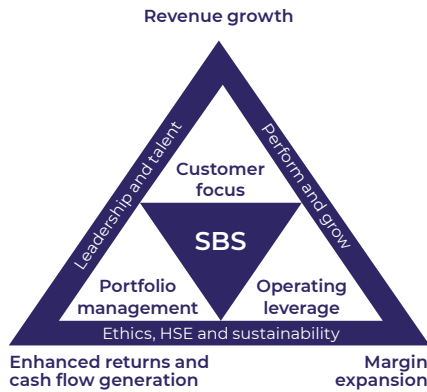 Revenue growth
Leadership and talent
Perform and grow
Customer
focus
SBS
Portfolio
management
Operating
leverage
Ethics, HSE and sustainability
Enhanced returns and
cash flow generation
Margin
expansion